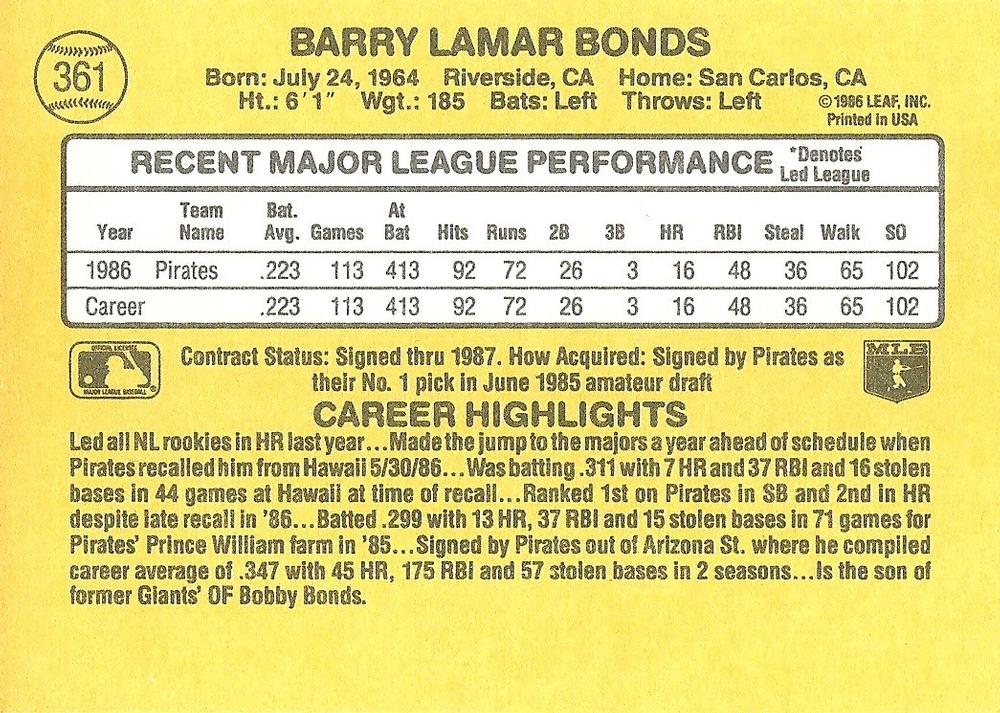 361
BARRY LAMAR BONDS
Born: July 24, 1964 Riverside, CA Home: San Carlos, CA
Ht.: 6'1" Wgt.: 185 Bats: Left Throws: Left
©1986 LEAF, INC.
Printed in USA
RECENT MAJOR LEAGUE PERFORMANCE
*Denotes
Led League
Year Team Name Bat. Avg. Games At Bat Hits Runs 2B 3B HR RBI Steal Walk SO
1986 Pirates .223 113 413 92 72 26 3 16 48 36 65 102
Career .223 113 413 92 72 26 3 16 48 36 65 102
OFFICIAL LICENSEE
MAJOR LEAGUE BASEBALL
Contract Status: Signed thru 1987. How Acquired: Signed by Pirates as
their No. 1 pick in June 1985 amateur draft
MLB
CAREER HIGHLIGHTS
Led all NL rookies in HR last year...Made the jump to the majors a year ahead of schedule when
Pirates recalled him from Hawaii 5/30/86...Was batting .311 with 7 HR and 37 RBI and 16 stolen
bases in 44 games at Hawaii at time of recall...Ranked 1st on Pirates in SB and 2nd in HR
despite late recall in '86...Batted .299 with 13 HR, 37 RBI and 15 stolen bases in 71 games for
Pirates' Prince William farm in '85...Signed by Pirates out of Arizona St. where he compiled
career average of .347 with 45 HR, 175 RBI and 57 stolen bases in 2 seasons...Is the son of
former Giants' OF Bobby Bonds.